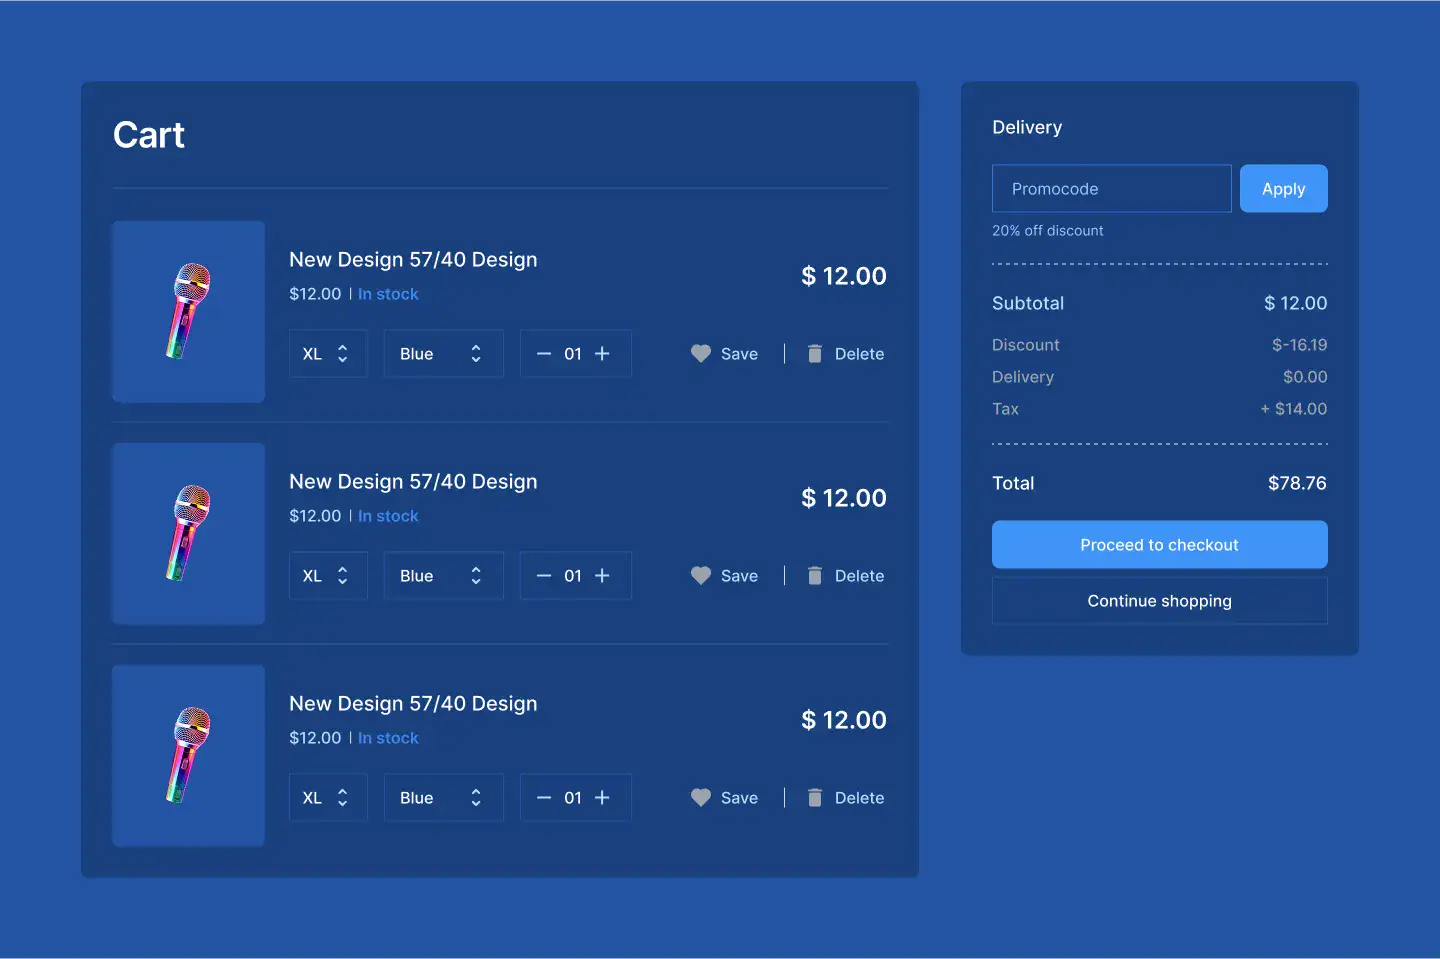 Cart
New Design 57/40 Design
$12.00 | In stock
$ 12.00
XL
Blue
01
Save | Delete
New Design 57/40 Design
$12.00 | In stock
$ 12.00
XL
Blue
01
Save | Delete
New Design 57/40 Design
$12.00 | In stock
$ 12.00
XL
Blue
01
Save | Delete
Delivery
Promocode
Apply
20% off discount
Subtotal $ 12.00
Discount $-16.19
Delivery $0.00
Tax + $14.00
Total $78.76
Proceed to checkout
Continue shopping